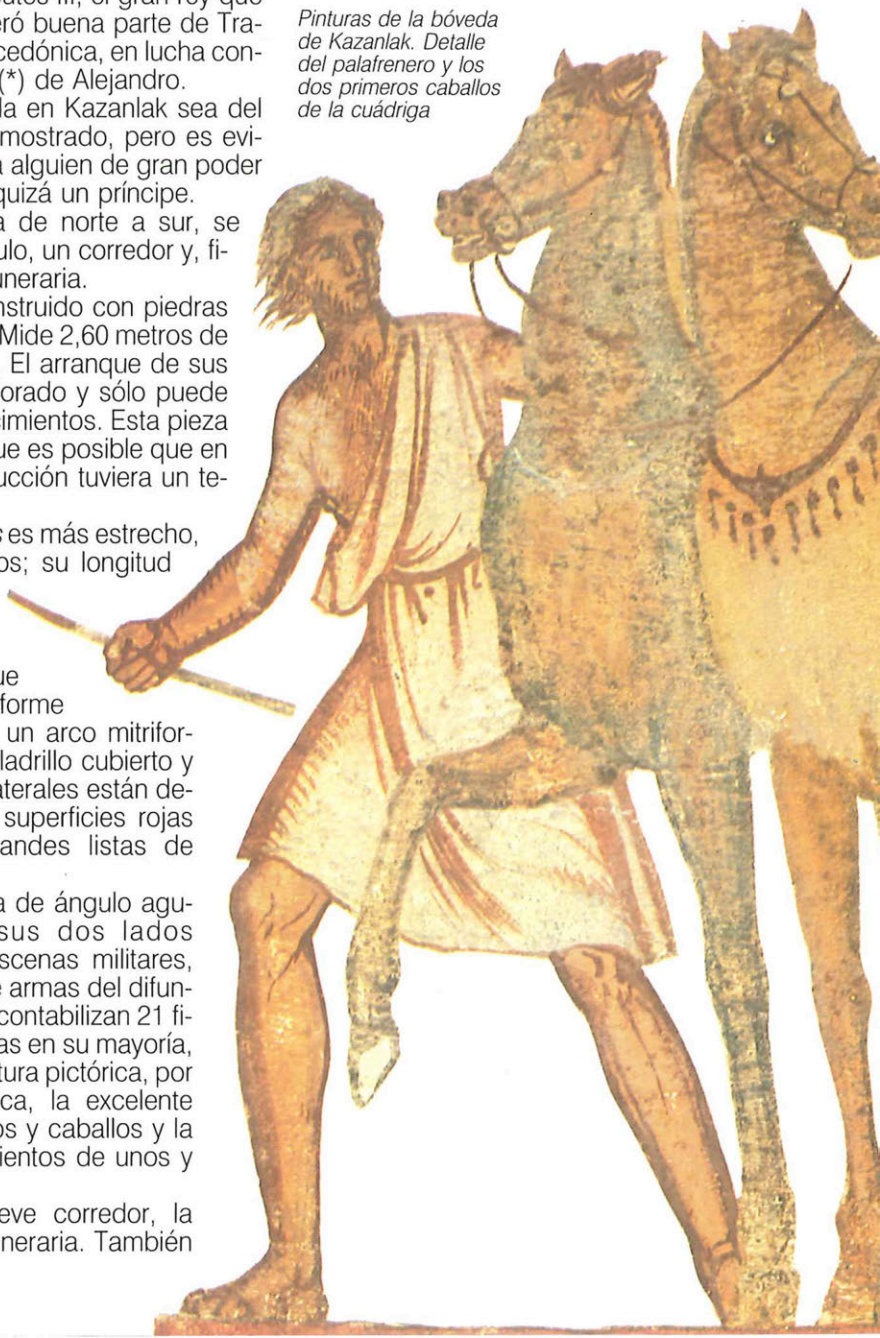 utes III, el gran rey que
eró buena parte de Tra-
cedónica, en lucha con-
(*) de Alejandro.
da en Kazanlak sea del
mostrado, pero es evi-
a alguien de gran poder
quizá un príncipe.
a de norte a sur, se
ulo, un corredor y, fi-
uneraria.
nstruido con piedras
Mide 2,60 metros de
. El arranque de sus
orado y sólo puede
cimientos. Esta pieza
ue es posible que en
ucción tuviera un te-
s es más estrecho,
os; su longitud
ue
forme
un arco mitrifor-
ladrillo cubierto y
aterales están de-
superficies rojas
andes listas de
a de ángulo agu-
sus dos lados
scenas militares,
e armas del difun-
contabilizan 21 fi-
as en su mayoría,
tura pictórica, por
ca, la excelente
os y caballos y la
ientos de unos y
eve corredor, la
neraria. También
Pinturas de la bóveda
de Kazanlak. Detalle
del palafrenero y los
dos primeros caballos
de la cuádriga